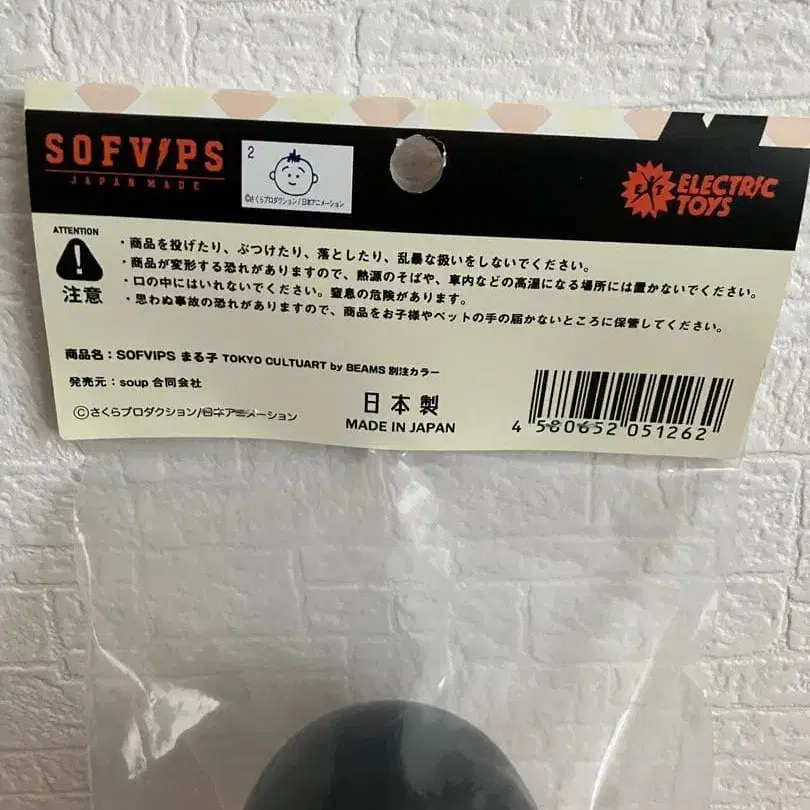 SOFVIPS
JAPAN MADE
2
©さくらプロダクション/日本アニメーション
EXC
ELECTRIC
TOYS
ATTENTION
注意
・商品を投げたり、ぶつけたり、落としたり、乱暴な扱いをしないでください。
・商品が変形する恐れがありますので、熱源のそばや、車内などの高温になる場所には置かないでください。
・口の中にはいれないでください。窒息の危険があります。
・思わぬ事故の恐れがありますので、商品をお子様やペットの手の届かないところに保管してください。
商品名：SOFVIPS まる子 TOKYO CULTUART by BEAMS 別注カラー
発売元：soup 合同会社
©さくらプロダクション/日本アニメーション
日本製
MADE IN JAPAN
4 580652 051262